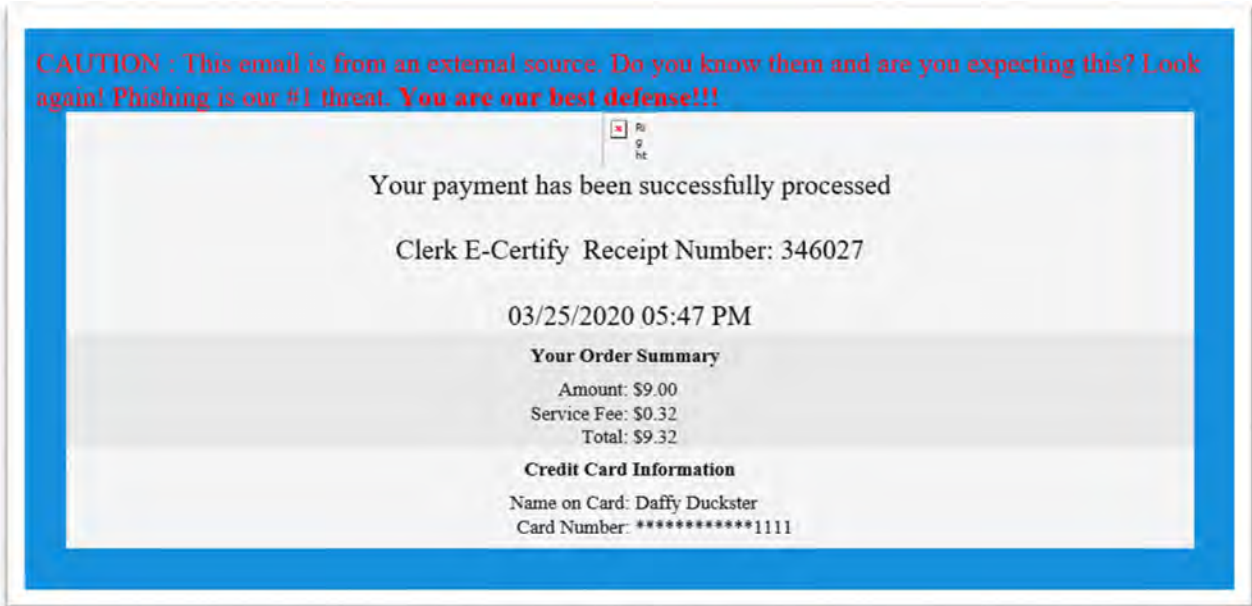 CAUTION : This email is from an external source. Do you know them and are you expecting this? Look
again! Phishing is our #1 threat. You are our best defense!!!
Ri
g
ht
Your payment has been successfully processed
Clerk E-Certify Receipt Number: 346027
03/25/2020 05:47 PM
Your Order Summary
Amount: $9.00
Service Fee: $0.32
Total: $9.32
Credit Card Information
Name on Card: Daffy Duckster
Card Number: ************1111